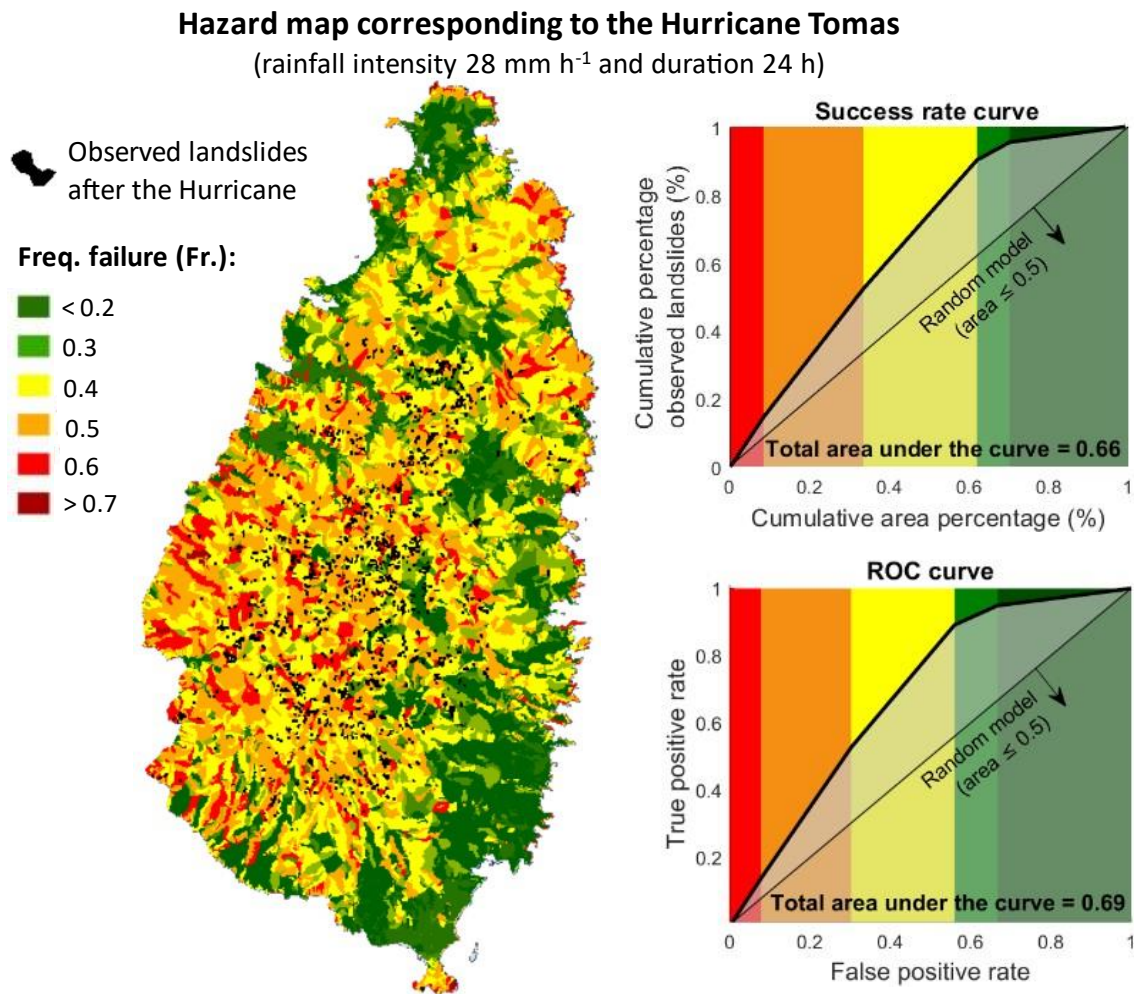 Hazard map corresponding to the Hurricane Tomas
(rainfall intensity 28 mm h⁻¹ and duration 24 h)
Observed landslides
after the Hurricane
Freq. failure (Fr.):
< 0.2
0.3
0.4
0.5
0.6
> 0.7
Success rate curve
1
0.8
0.6
0.4
0.2
0
Cumulative percentage
observed landslides (%)
Random model
(area ≤ 0.5)
Total area under the curve = 0.66
0
0.2
0.4
0.6
0.8
1
Cumulative area percentage (%)
ROC curve
1
0.8
0.6
0.4
0.2
True positive rate
Random model
(area ≤ 0.5)
Total area under the curve = 0.69
0
0.2
0.4
0.6
0.8
1
False positive rate